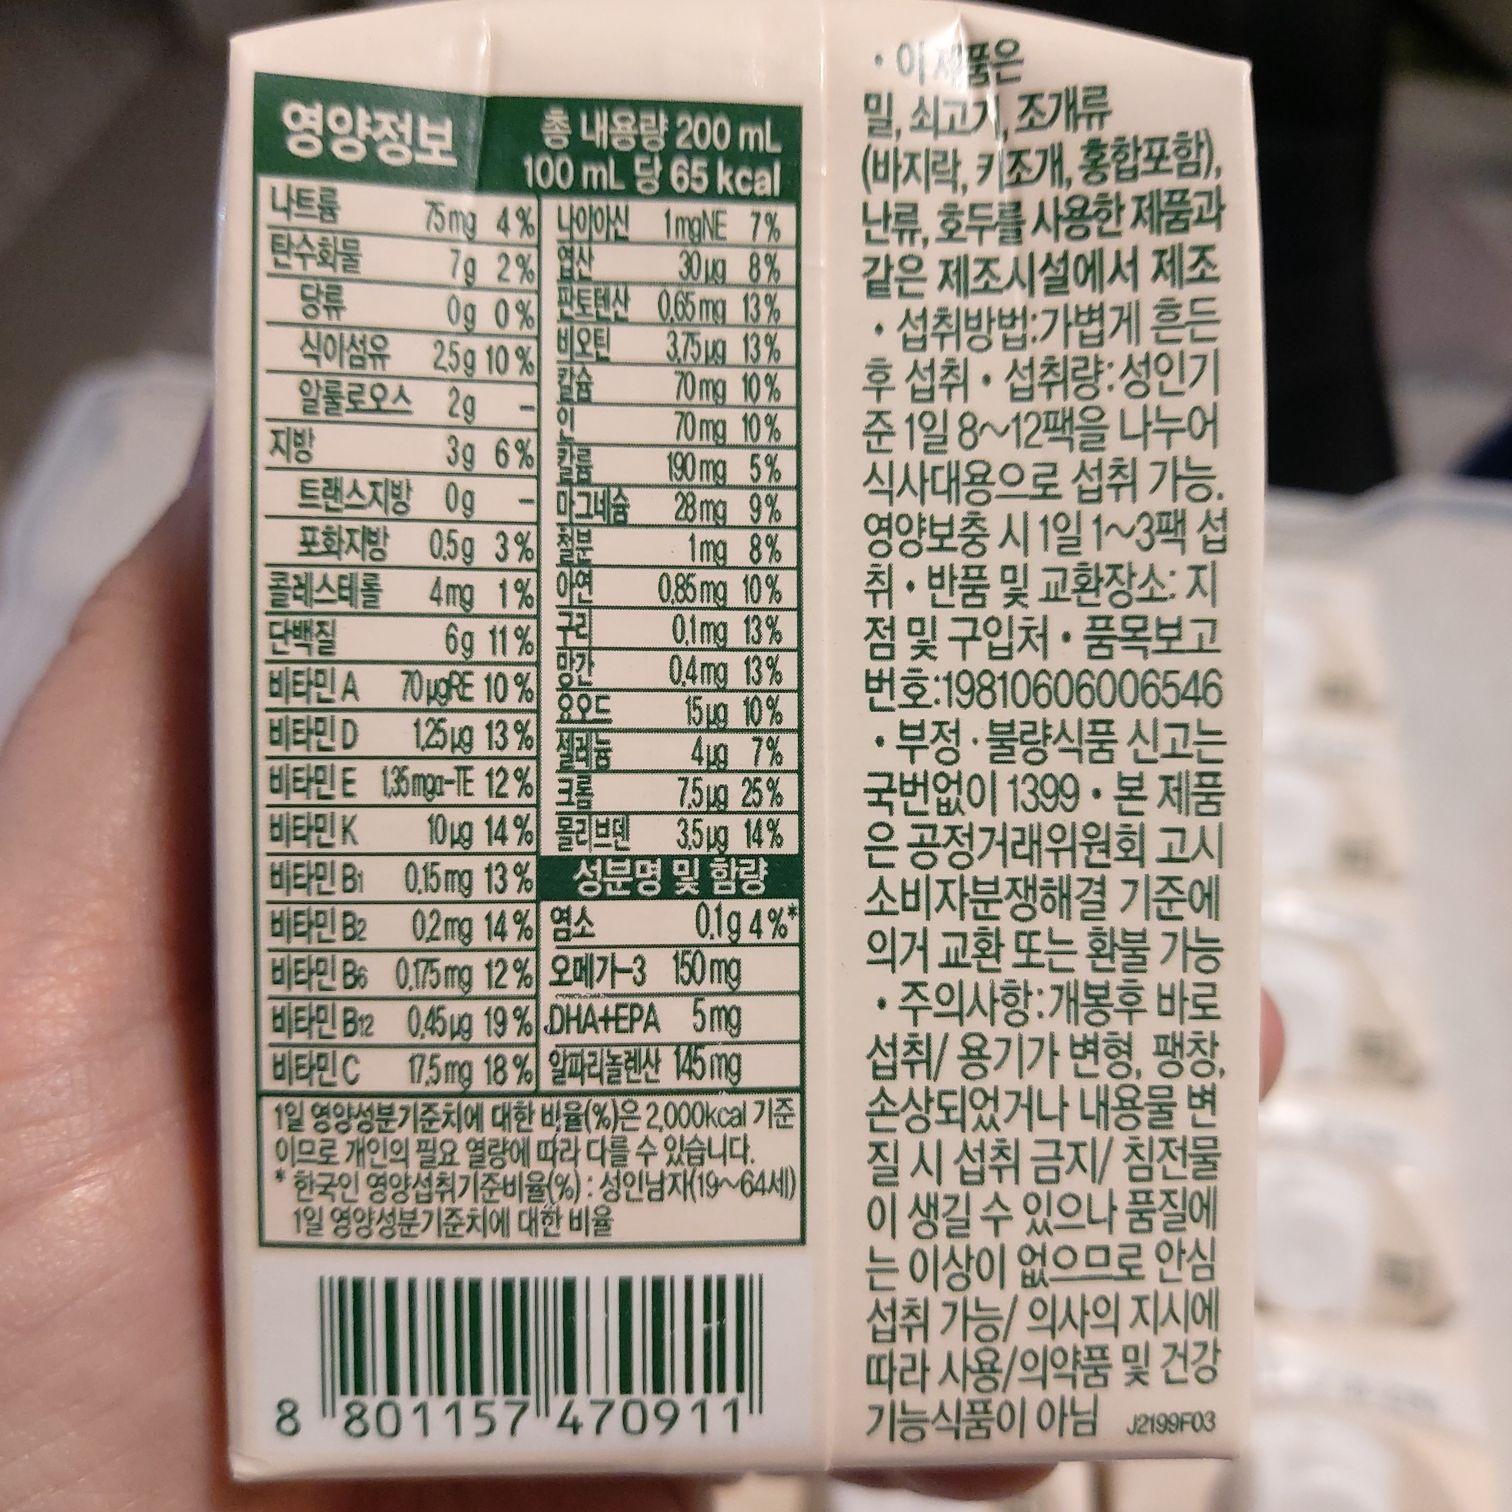 영양정보
총 내용량 200 mL
100 mL 당 65 kcal
나트륨 75mg 4%
탄수화물 7g 2%
당류 0g 0%
식이섬유 2.5g 10%
알룰로오스 2g -
지방 3g 6%
트랜스지방 0g -
포화지방 0.5g 3%
콜레스테롤 4mg 1%
단백질 6g 11%
비타민 A 70μgRE 10%
비타민 D 1.25μg 13%
비타민 E 1.35mgα-TE 12%
비타민 K 10μg 14%
비타민 B1 0.15mg 13%
비타민 B2 0.2mg 14%
비타민 B6 0.175mg 12%
비타민 B12 0.45μg 19%
비타민 C 17.5mg 18%
나이아신 1mgNE 7%
엽산 30μg 8%
판토텐산 0.65mg 13%
비오틴 3.75μg 13%
칼슘 70mg 10%
인 70mg 10%
칼륨 190mg 5%
마그네슘 28mg 9%
철분 1mg 8%
아연 0.85mg 10%
구리 0.1mg 13%
망간 0.4mg 13%
요오드 15μg 10%
셀레늄 4μg 7%
크롬 7.5μg 25%
몰리브덴 3.5μg 14%
성분명 및 함량
염소 0.1g 4%*
오메가-3 150mg
DHA+EPA 5mg
알파리놀렌산 145mg
1일 영양성분기준치에 대한 비율(%)은 2,000kcal 기준
이므로 개인의 필요 열량에 따라 다를 수 있습니다.
* 한국인 영양섭취기준비율(%) : 성인남자(19~64세)
1일 영양성분기준치에 대한 비율
8 801157 470911
• 이 제품은
밀, 쇠고기, 조개류
(바지락, 키조개, 홍합포함),
난류, 호두를 사용한 제품과
같은 제조시설에서 제조
• 섭취방법:가볍게 흔든
후 섭취 • 섭취량:성인기
준 1일 8~12팩을 나누어
식사대용으로 섭취 가능.
영양보충 시 1일 1~3팩 섭
취 • 반품 및 교환장소: 지
점 및 구입처 • 품목보고
번호:19810606006546
• 부정·불량식품 신고는
국번없이 1399 • 본 제품
은 공정거래위원회 고시
소비자분쟁해결 기준에
의거 교환 또는 환불 가능
• 주의사항:개봉후 바로
섭취/ 용기가 변형, 팽창,
손상되었거나 내용물 변
질 시 섭취 금지/ 침전물
이 생길 수 있으나 품질에
는 이상이 없으므로 안심
섭취 가능/ 의사의 지시에
따라 사용/의약품 및 건강
기능식품이 아님 J2199F03